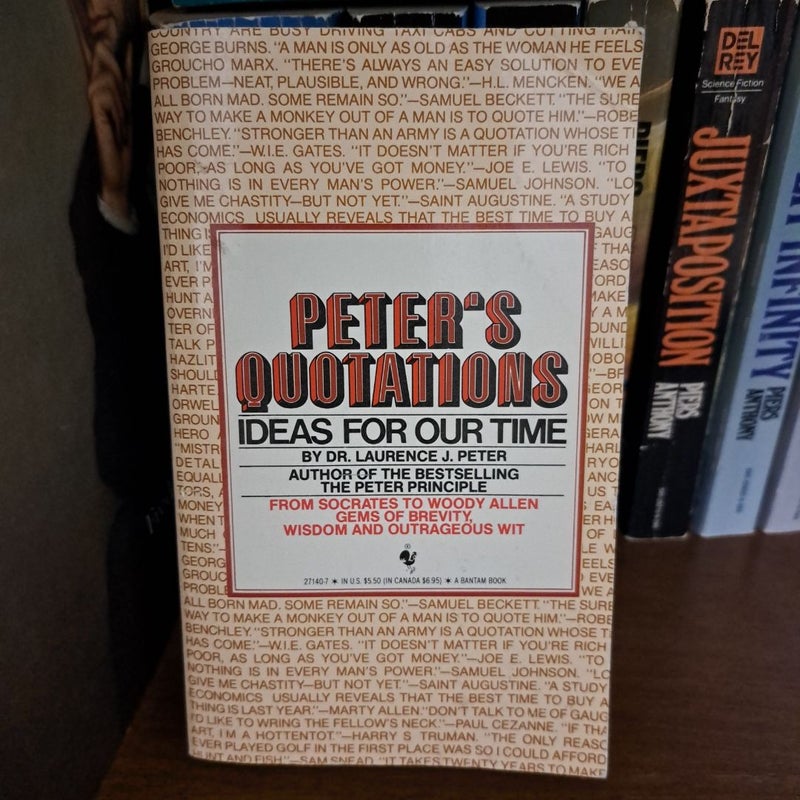 COUNTRY ARE BUSY DRIVING TAXI CABS AND CUTTING HAIR
GEORGE BURNS. "A MAN IS ONLY AS OLD AS THE WOMAN HE FEELS
GROUCHO MARX. "THERE'S ALWAYS AN EASY SOLUTION TO EVE
PROBLEM—NEAT, PLAUSIBLE, AND WRONG."—H.L. MENCKEN. "WE A
ALL BORN MAD. SOME REMAIN SO."—SAMUEL BECKETT. "THE SURE
WAY TO MAKE A MONKEY OUT OF A MAN IS TO QUOTE HIM."—ROBE
BENCHLEY. "STRONGER THAN AN ARMY IS A QUOTATION WHOSE TI
HAS COME."—W.I.E. GATES. "IT DOESN'T MATTER IF YOU'RE RICH
POOR, AS LONG AS YOU'VE GOT MONEY."—JOE E. LEWIS. "TO
NOTHING IS IN EVERY MAN'S POWER."—SAMUEL JOHNSON. "LO
GIVE ME CHASTITY—BUT NOT YET."—SAINT AUGUSTINE. "A STUDY
ECONOMICS USUALLY REVEALS THAT THE BEST TIME TO BUY A
PETER'S
QUOTATIONS
IDEAS FOR OUR TIME
BY DR. LAURENCE J. PETER
AUTHOR OF THE BESTSELLING
THE PETER PRINCIPLE
FROM SOCRATES TO WOODY ALLEN
GEMS OF BREVITY,
WISDOM AND OUTRAGEOUS WIT
27140-7 ★ IN U.S. $5.50 (IN CANADA $6.95) ★ A BANTAM BOOK
ALL BORN MAD. SOME REMAIN SO."—SAMUEL BECKETT. "THE SURE
WAY TO MAKE A MONKEY OUT OF A MAN IS TO QUOTE HIM."—ROBE
BENCHLEY. "STRONGER THAN AN ARMY IS A QUOTATION WHOSE T
HAS COME."—W.I.E. GATES. "IT DOESN'T MATTER IF YOU'RE RICH
POOR, AS LONG AS YOU'VE GOT MONEY."—JOE E. LEWIS. "TO
NOTHING IS IN EVERY MAN'S POWER."—SAMUEL JOHNSON. "LO
GIVE ME CHASTITY—BUT NOT YET."—SAINT AUGUSTINE. "A STUDY
ECONOMICS USUALLY REVEALS THAT THE BEST TIME TO BUY A
THING IS LAST YEAR."—MARTY ALLEN. "DON'T TALK TO ME OF GAUG
I'D LIKE TO WRING THE FELLOW'S NECK."—PAUL CEZANNE. "IF THA
ART, I'M A HOTTENTOT."—HARRY S TRUMAN. "THE ONLY REASO
EVER PLAYED GOLF IN THE FIRST PLACE WAS SO I COULD AFFORD
HUNT AND FISH."—SAM SNEAD. "IT TAKES TWENTY YEARS TO MAKE
DEL
REY
Science Fiction
Fantasy
JUXTAPOSITION
PIERS
ANTHONY
INFINITY
PIERS
ANTHONY